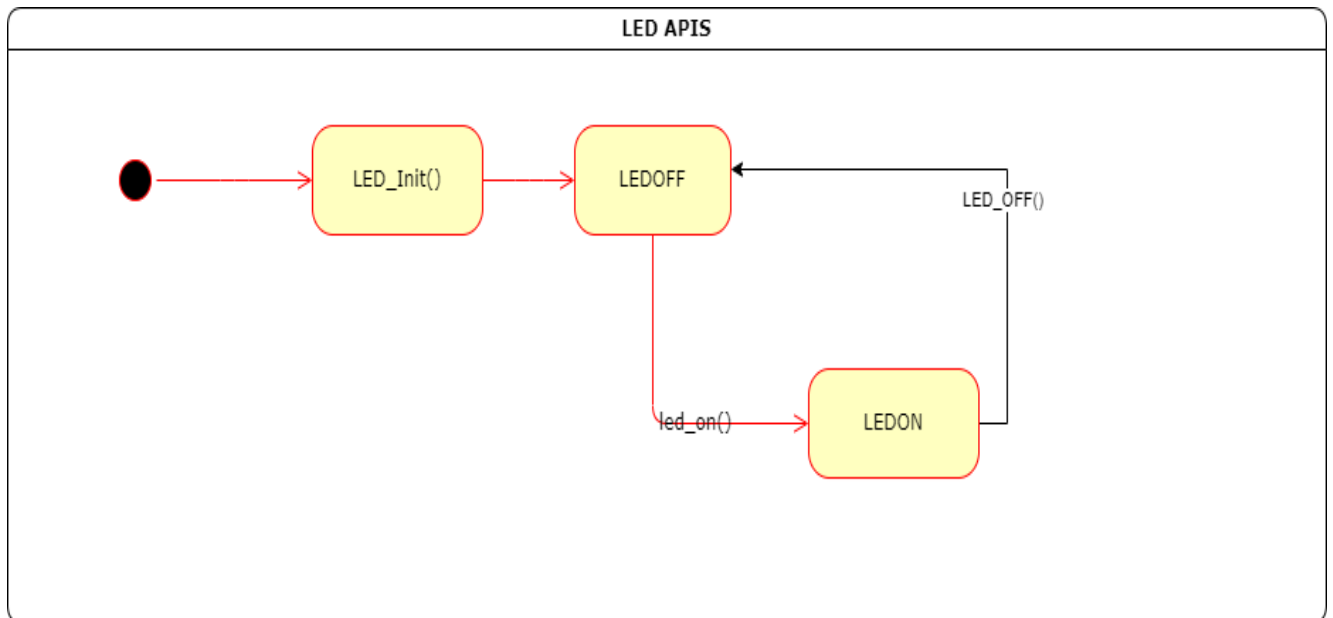 LED APIS
LED_Init()
LEDOFF
LED_OFF()
led_on()
LEDON